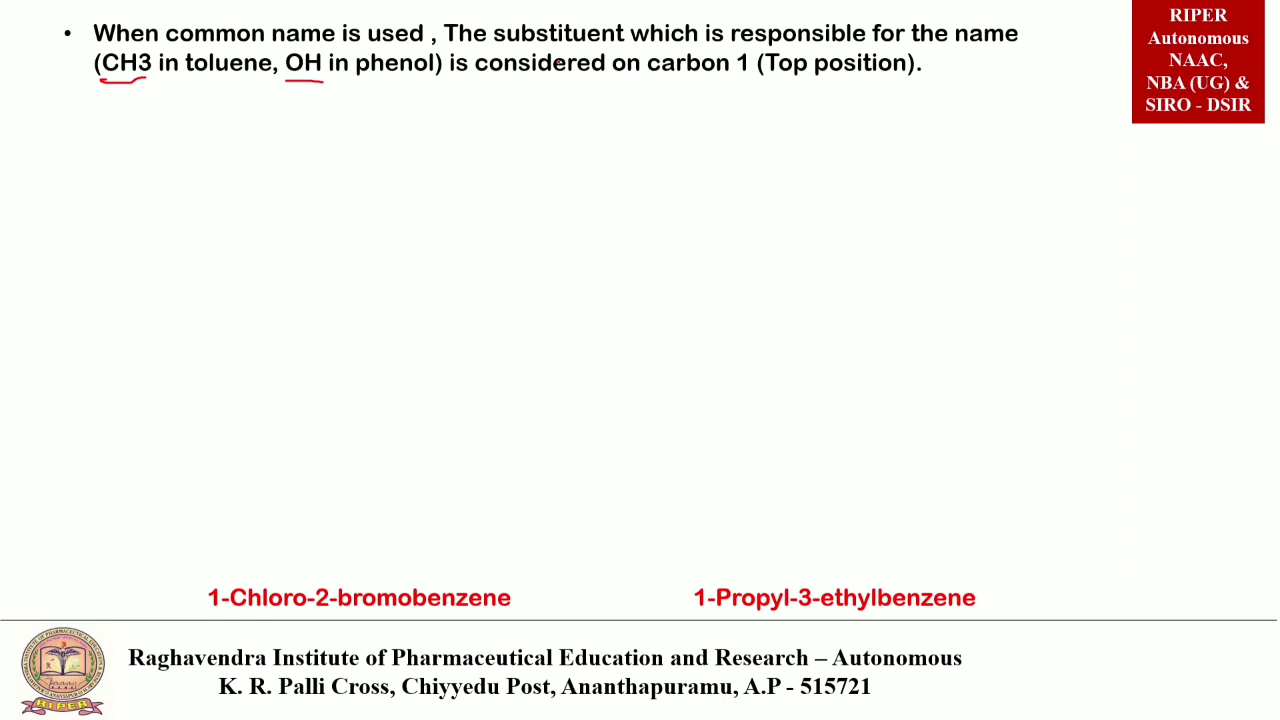 • When common name is used , The substituent which is responsible for the name
(CH3 in toluene, OH in phenol) is considered on carbon 1 (Top position).
RIPER
Autonomous
NAAC,
NBA (UG) &
SIRO - DSIR
1-Chloro-2-bromobenzene
1-Propyl-3-ethylbenzene
Raghavendra Institute of Pharmaceutical Education and Research – Autonomous
K. R. Palli Cross, Chiyyedu Post, Ananthapuramu, A.P - 515721
RIPER